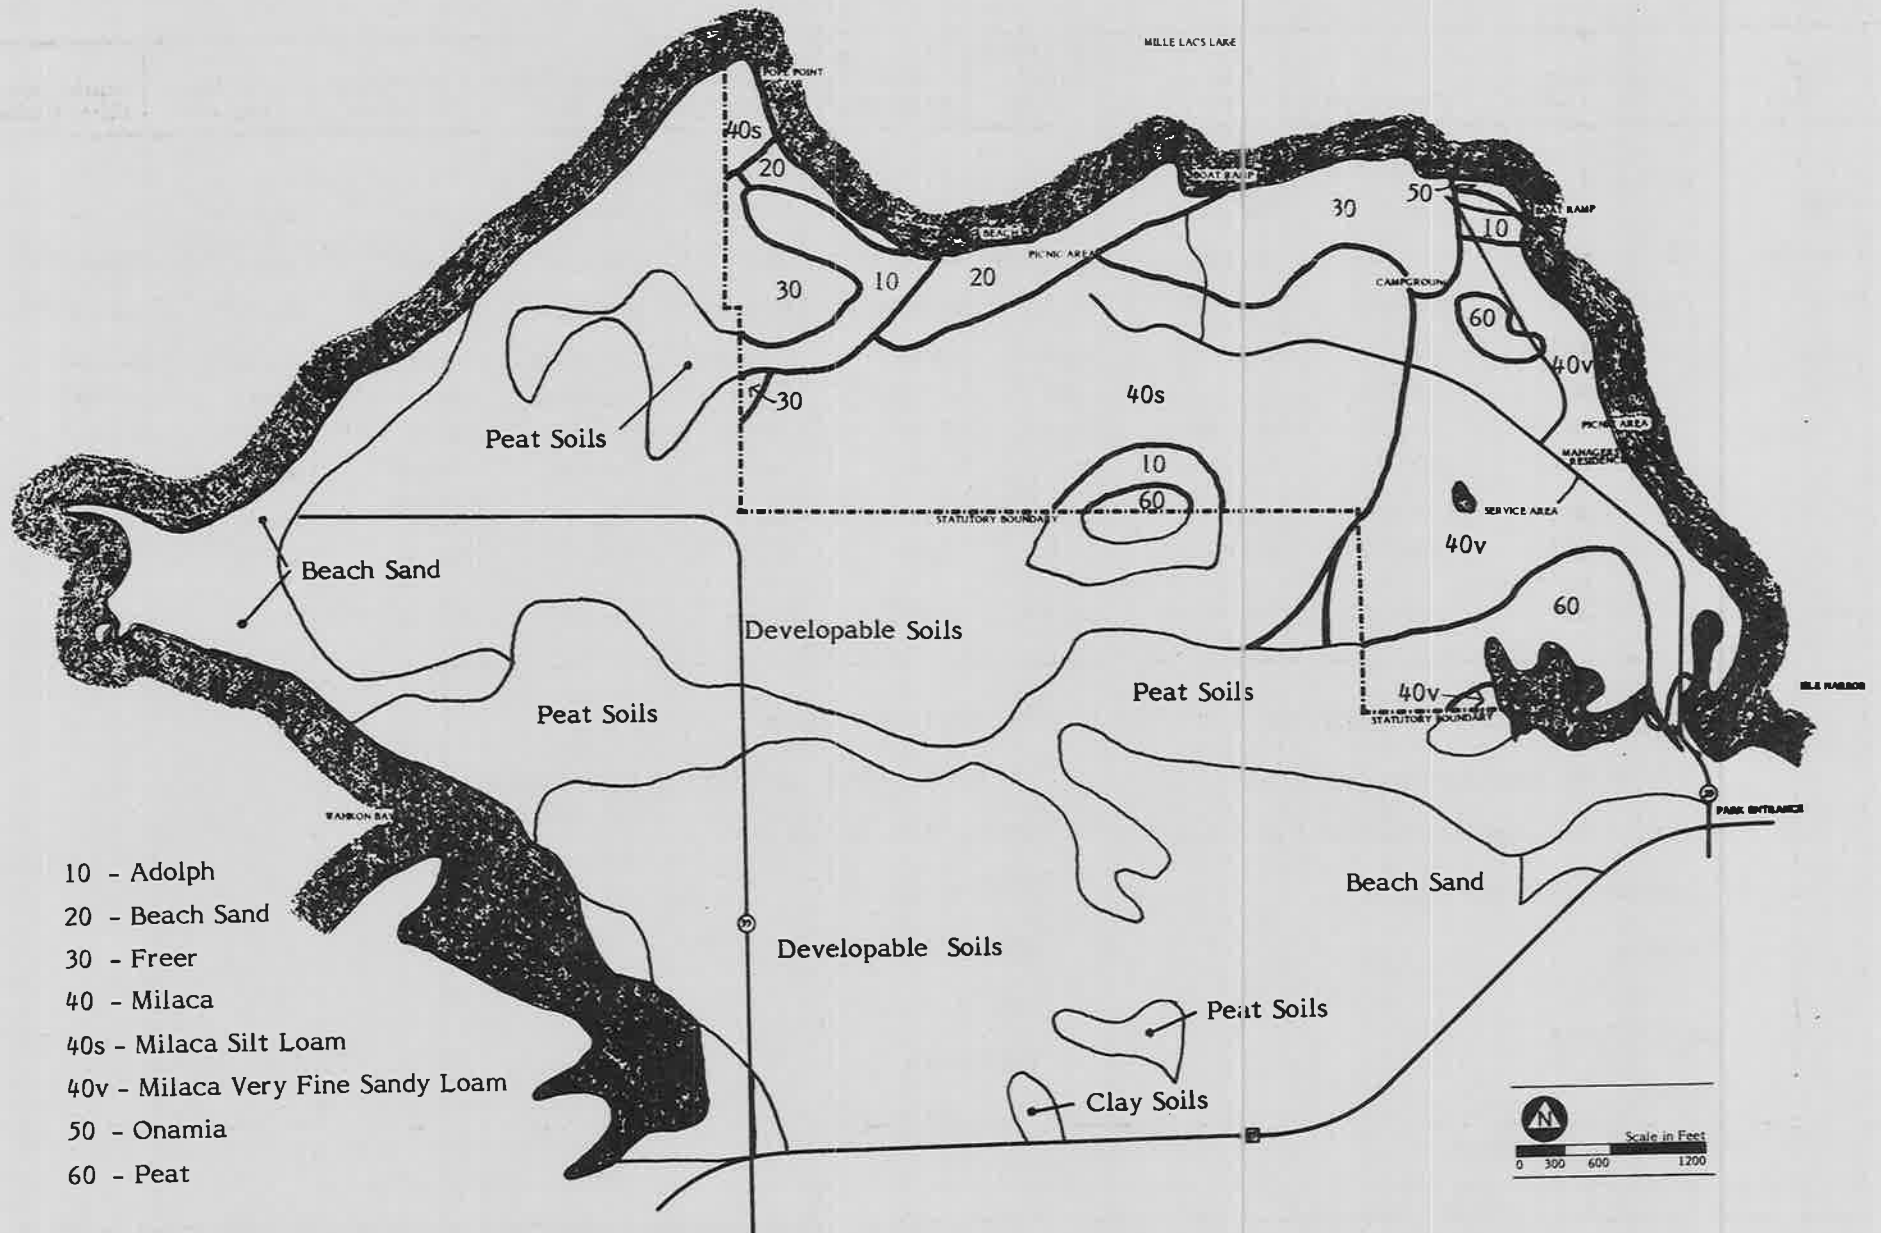 MILLE LACS LAKE
POPE POINT
40s
20
BOAT RAMP
50
30
BOAT RAMP
10
BEACH
PICNIC AREA
30
10
20
CAMPGROUND
60
40v
30
40s
Peat Soils
PICNIC AREA
MANAGERS
RESIDENCE
10
60
SERVICE AREA
STATUTORY BOUNDARY
40v
Beach Sand
60
Developable Soils
Peat Soils
40v
ISLE HARBOR
Peat Soils
STATUTORY BOUNDARY
PARK ENTRANCE
WAHKON BAY
10 - Adolph
20 - Beach Sand
30 - Freer
40 - Milaca
40s - Milaca Silt Loam
40v - Milaca Very Fine Sandy Loam
50 - Onamia
60 - Peat
Beach Sand
Developable Soils
Peat Soils
Clay Soils
N
Scale in Feet
0 300 600 1200